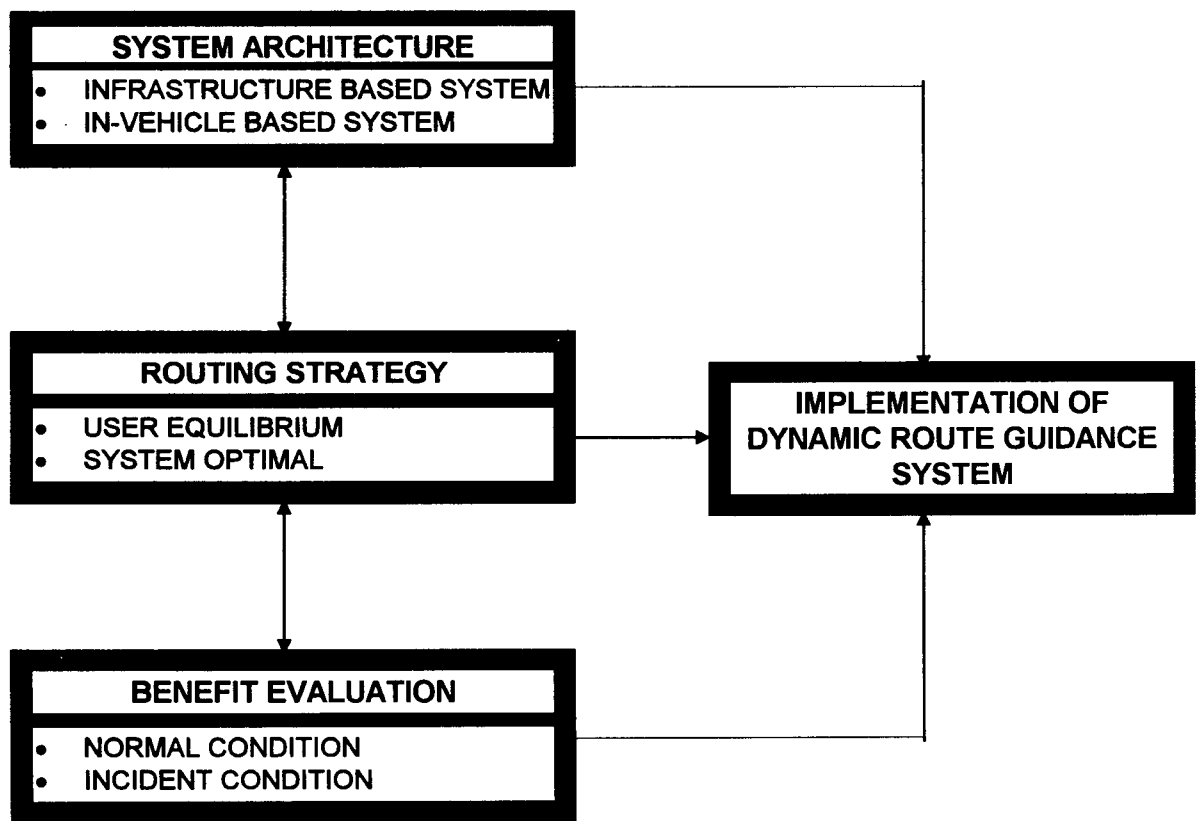 SYSTEM ARCHITECTURE
• INFRASTRUCTURE BASED SYSTEM
• IN-VEHICLE BASED SYSTEM
ROUTING STRATEGY
• USER EQUILIBRIUM
• SYSTEM OPTIMAL
IMPLEMENTATION OF
DYNAMIC ROUTE GUIDANCE
SYSTEM
BENEFIT EVALUATION
• NORMAL CONDITION
• INCIDENT CONDITION